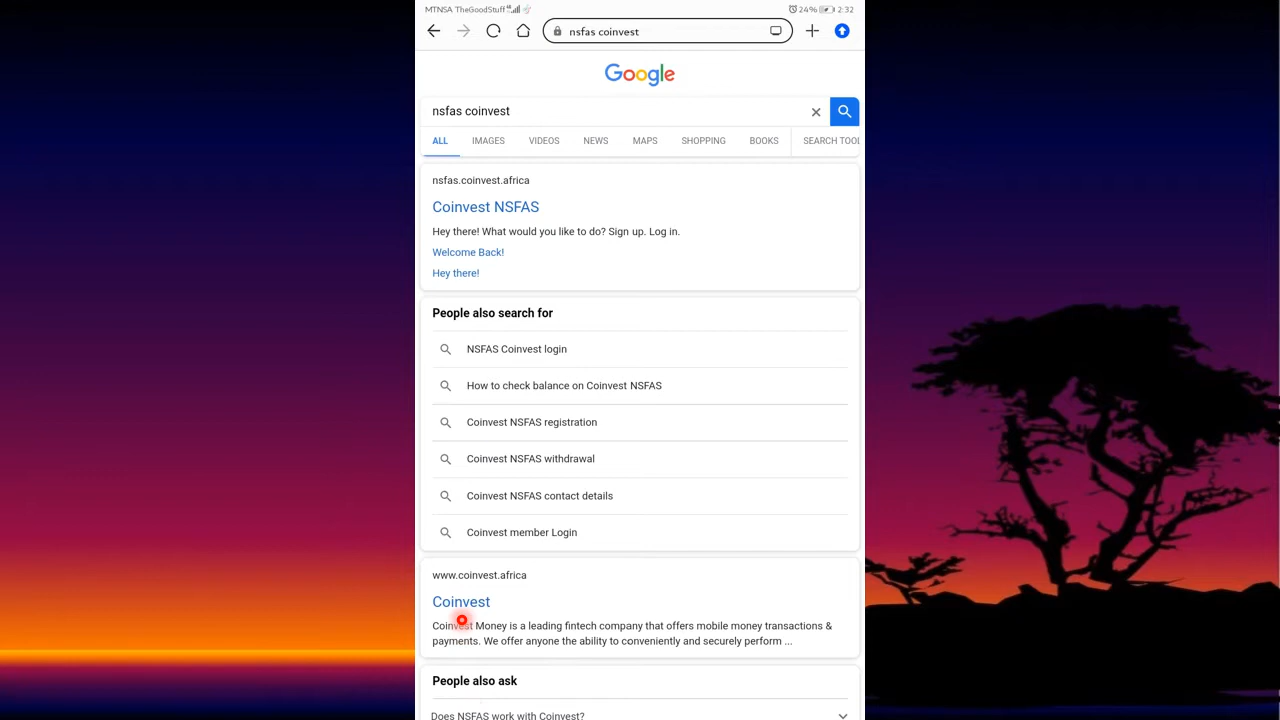 MTNSA TheGoodStuff 24% 2:32
nsfas coinvest
Google
nsfas coinvest
ALL IMAGES VIDEOS NEWS MAPS SHOPPING BOOKS SEARCH TOOL
nsfas.coinvest.africa
Coinvest NSFAS
Hey there! What would you like to do? Sign up. Log in.
Welcome Back!
Hey there!
People also search for
NSFAS Coinvest login
How to check balance on Coinvest NSFAS
Coinvest NSFAS registration
Coinvest NSFAS withdrawal
Coinvest NSFAS contact details
Coinvest member Login
www.coinvest.africa
Coinvest
Coinvest Money is a leading fintech company that offers mobile money transactions &
payments. We offer anyone the ability to conveniently and securely perform ...
People also ask
Does NSFAS work with Coinvest?